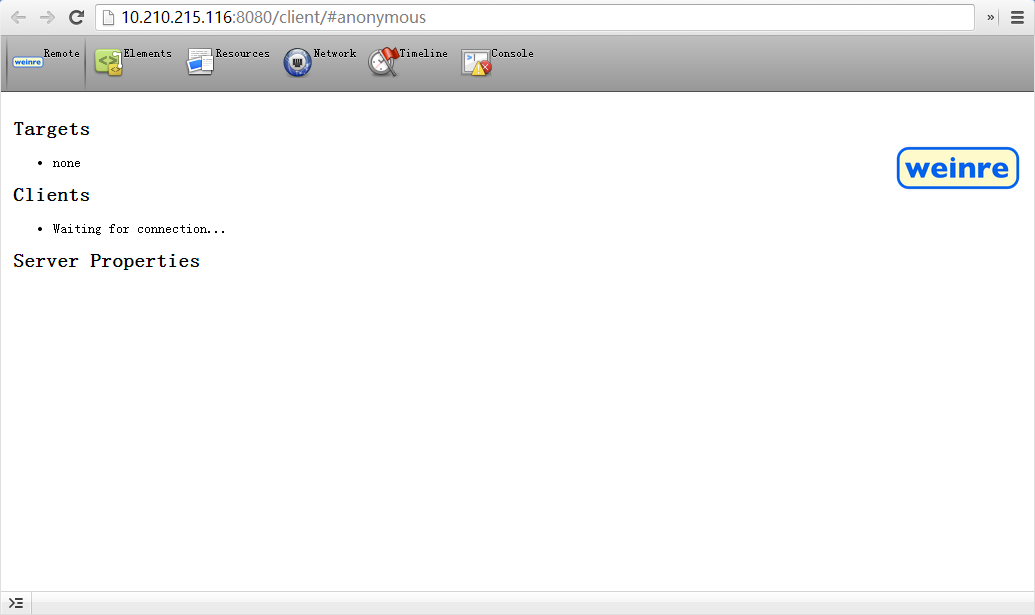 10.210.215.116:8080/client/#anonymous
»
weinre Remote Elements Resources Network Timeline Console
Targets
none
weinre
Clients
Waiting for connection...
Server Properties